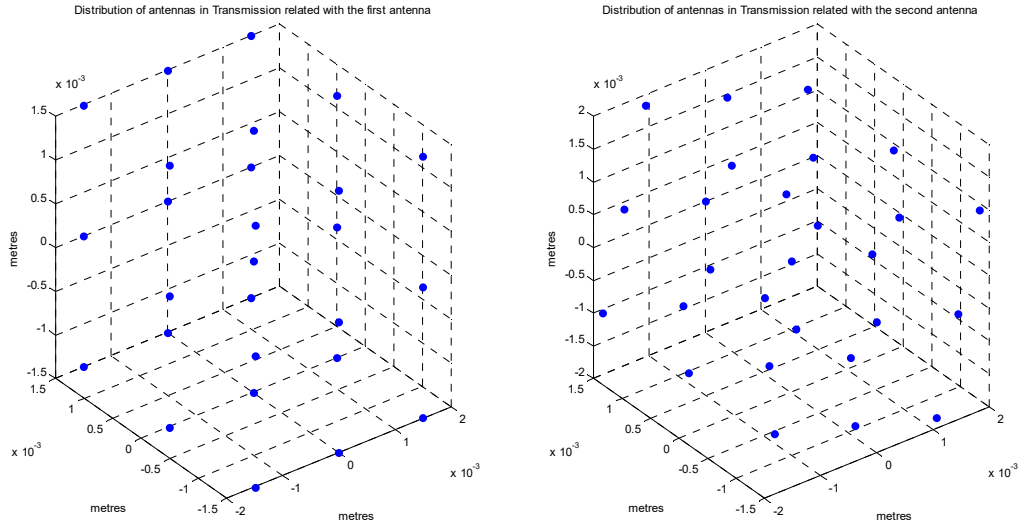 Distribution of antennas in Transmission related with the first antenna
x 10-3
1.5
1
0.5
0
-0.5
-1
-1.5
metres
1.5
1
0.5
0
-0.5
-1
-1.5
x 10-3
metres
-2
-1
0
1
2
x 10-3
metres
Distribution of antennas in Transmission related with the second antenna
x 10-3
2
1.5
1
0.5
0
-0.5
-1
-1.5
-2
metres
1.5
1
0.5
0
-0.5
-1
-1.5
x 10-3
metres
-2
-1
0
1
2
x 10-3
metres